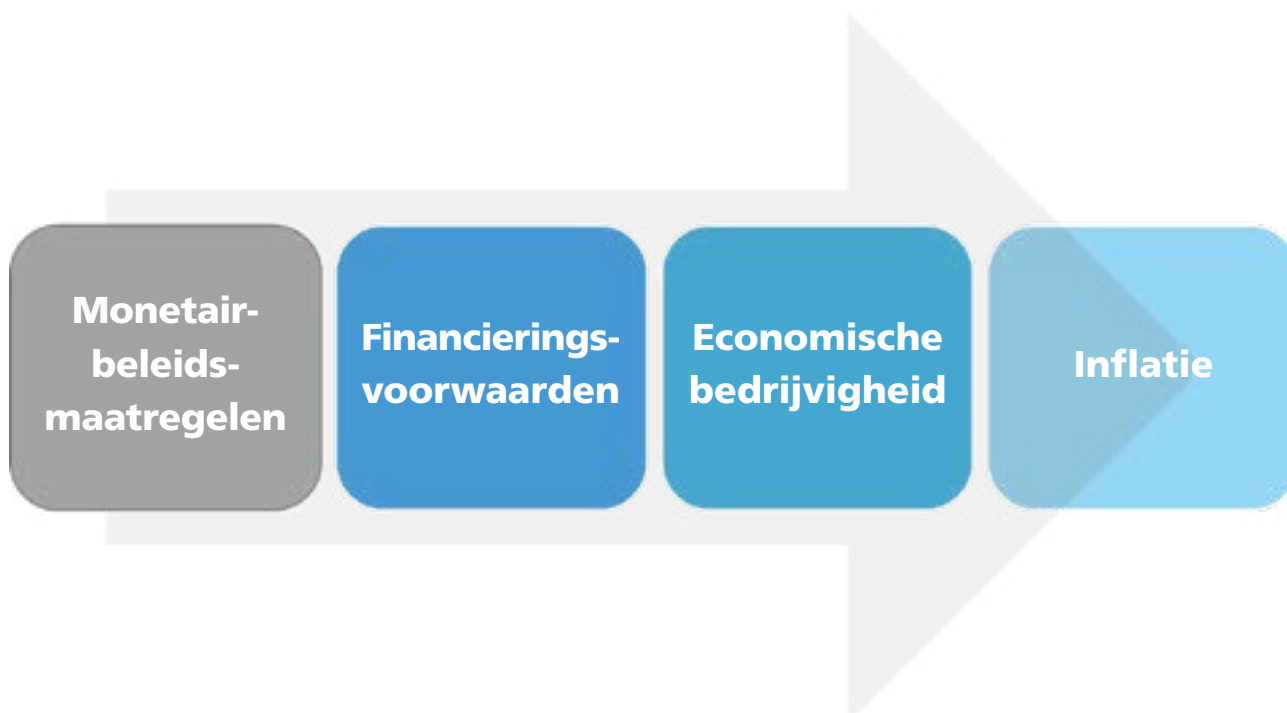 Monetair-
beleids-
maatregelen
Financierings-
voorwaarden
Economische
bedrijvigheid
Inflatie